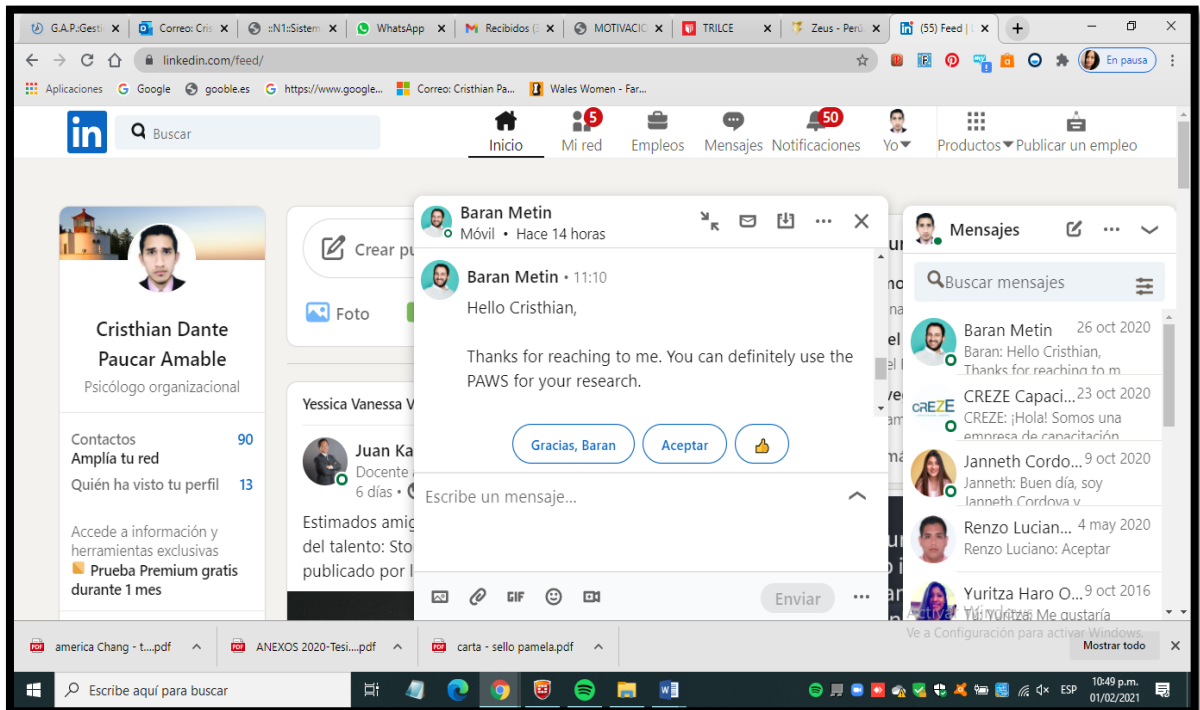 G.A.P.:Gesti
Correo: Cris
::N1::Sistem
WhatsApp
Recibidos (
MOTIVACIO
TRILCE
Zeus - Perú
(55) Feed |
linkedin.com/feed/
En pausa
Aplicaciones
Google
gooble.es
https://www.google...
Correo: Cristhian Pa...
Wales Women - Far...
in
Buscar
5
50
Inicio
Mi red
Empleos
Mensajes
Notificaciones
Yo
Productos
Publicar un empleo
Cristhian Dante
Paucar Amable
Psicólogo organizacional
Contactos 90
Amplía tu red
Quién ha visto tu perfil 13
Accede a información y
herramientas exclusivas
Prueba Premium gratis
durante 1 mes
Crear pu
Foto
Yessica Vanessa V
Juan Ka
Docente
6 días •
Estimados amig
del talento: Sto
publicado por l
Baran Metin
Móvil • Hace 14 horas
Baran Metin • 11:10
Hello Cristhian,
Thanks for reaching to me. You can definitely use the
PAWS for your research.
Gracias, Baran
Aceptar
Escribe un mensaje...
GIF
Enviar
Mensajes
Buscar mensajes
Baran Metin 26 oct 2020
Baran: Hello Cristhian,
Thanks for reaching to m
CREZE
CREZE Capaci... 23 oct 2020
CREZE: ¡Hola! Somos una
empresa de capacitación
Janneth Cordo... 9 oct 2020
Janneth: Buen día, soy
Janneth Cordova y
Renzo Lucian... 4 may 2020
Renzo Luciano: Aceptar
Yuritza Haro O... 9 oct 2016
Tú: Yuritza: Me gustaría
Activar Windows
Ve a Configuración para activar Windows.
america Chang - t....pdf
ANEXOS 2020-Tesi....pdf
carta - sello pamela.pdf
Mostrar todo
Escribe aquí para buscar
ESP
10:49 p.m.
01/02/2021